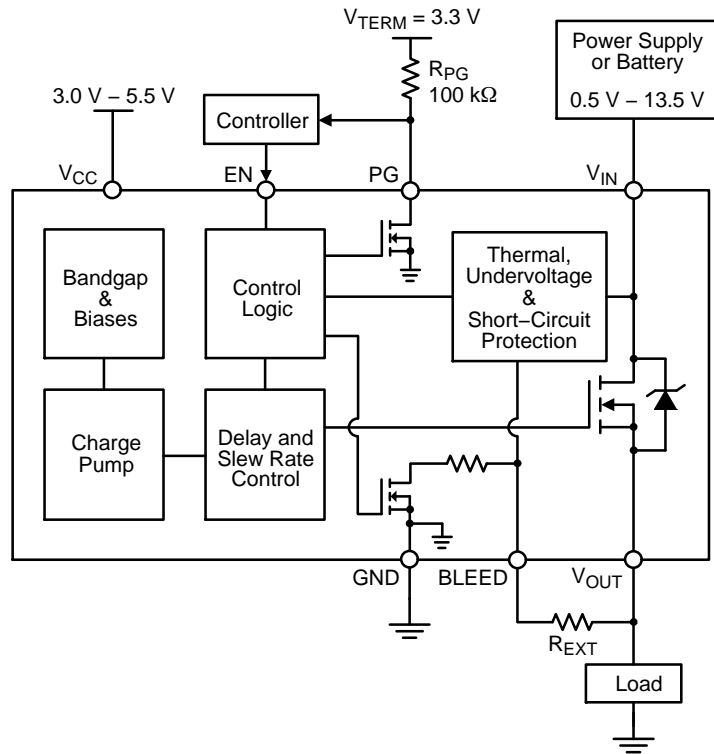 V_TERM = 3.3 V
R_PG
100 kΩ
Power Supply
or Battery
0.5 V − 13.5 V
3.0 V − 5.5 V
Controller
V_CC
EN
PG
V_IN
Bandgap
&
Biases
Control
Logic
Thermal,
Undervoltage
&
Short−Circuit
Protection
Charge
Pump
Delay and
Slew Rate
Control
GND
BLEED
V_OUT
R_EXT
Load